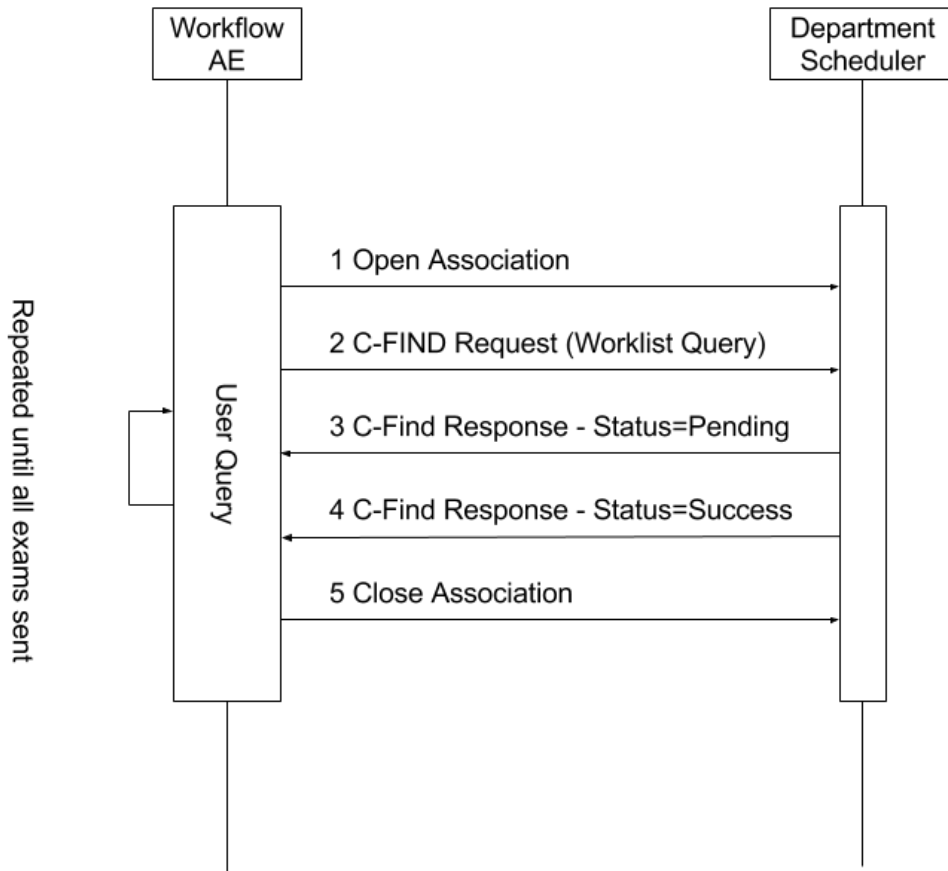 Workflow
AE
Department
Scheduler
1 Open Association
2 C-FIND Request (Worklist Query)
3 C-Find Response - Status=Pending
4 C-Find Response - Status=Success
5 Close Association
User Query
Repeated until all exams sent